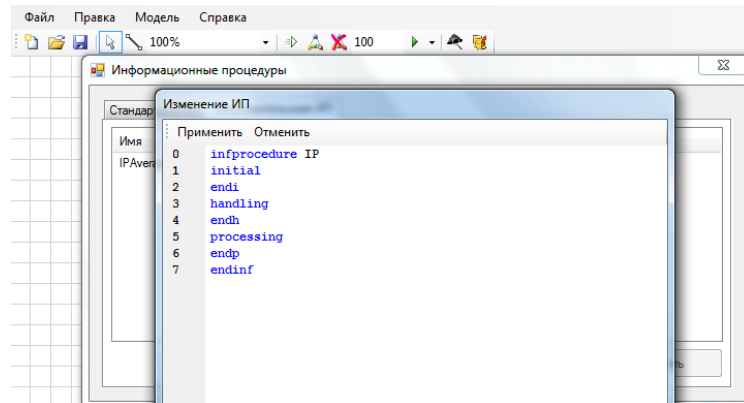 Файл Правка Модель Справка
100% 100
Информационные процедуры
Стандар
Изменение ИП
Применить Отменить
Имя
IPAvera
0 infprocedure IP
1 initial
2 endi
3 handling
4 endh
5 processing
6 endp
7 endinf
ь